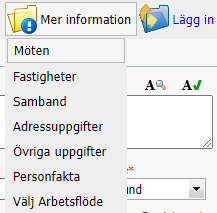 Mer information Lägg in
Möten
Fastigheter
Samband
Adressuppgifter
Övriga uppgifter
Personfakta
Välj Arbetsflöde